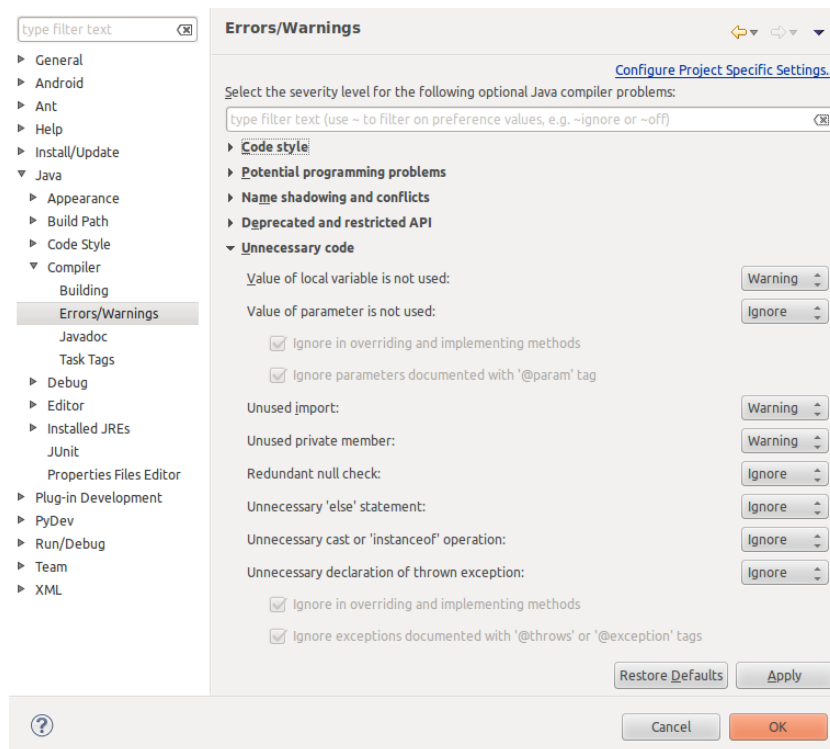 type filter text
General
Android
Ant
Help
Install/Update
Java
Appearance
Build Path
Code Style
Compiler
Building
Errors/Warnings
Javadoc
Task Tags
Debug
Editor
Installed JREs
JUnit
Properties Files Editor
Plug-in Development
PyDev
Run/Debug
Team
XML
Errors/Warnings
Configure Project Specific Settings..
Select the severity level for the following optional Java compiler problems:
type filter text (use ~ to filter on preference values, e.g. ~ignore or ~off)
Code style
Potential programming problems
Name shadowing and conflicts
Deprecated and restricted API
Unnecessary code
Value of local variable is not used: Warning
Value of parameter is not used: Ignore
Ignore in overriding and implementing methods
Ignore parameters documented with '@param' tag
Unused import: Warning
Unused private member: Warning
Redundant null check: Ignore
Unnecessary 'else' statement: Ignore
Unnecessary cast or 'instanceof' operation: Ignore
Unnecessary declaration of thrown exception: Ignore
Ignore in overriding and implementing methods
Ignore exceptions documented with '@throws' or '@exception' tags
Restore Defaults Apply
? Cancel OK